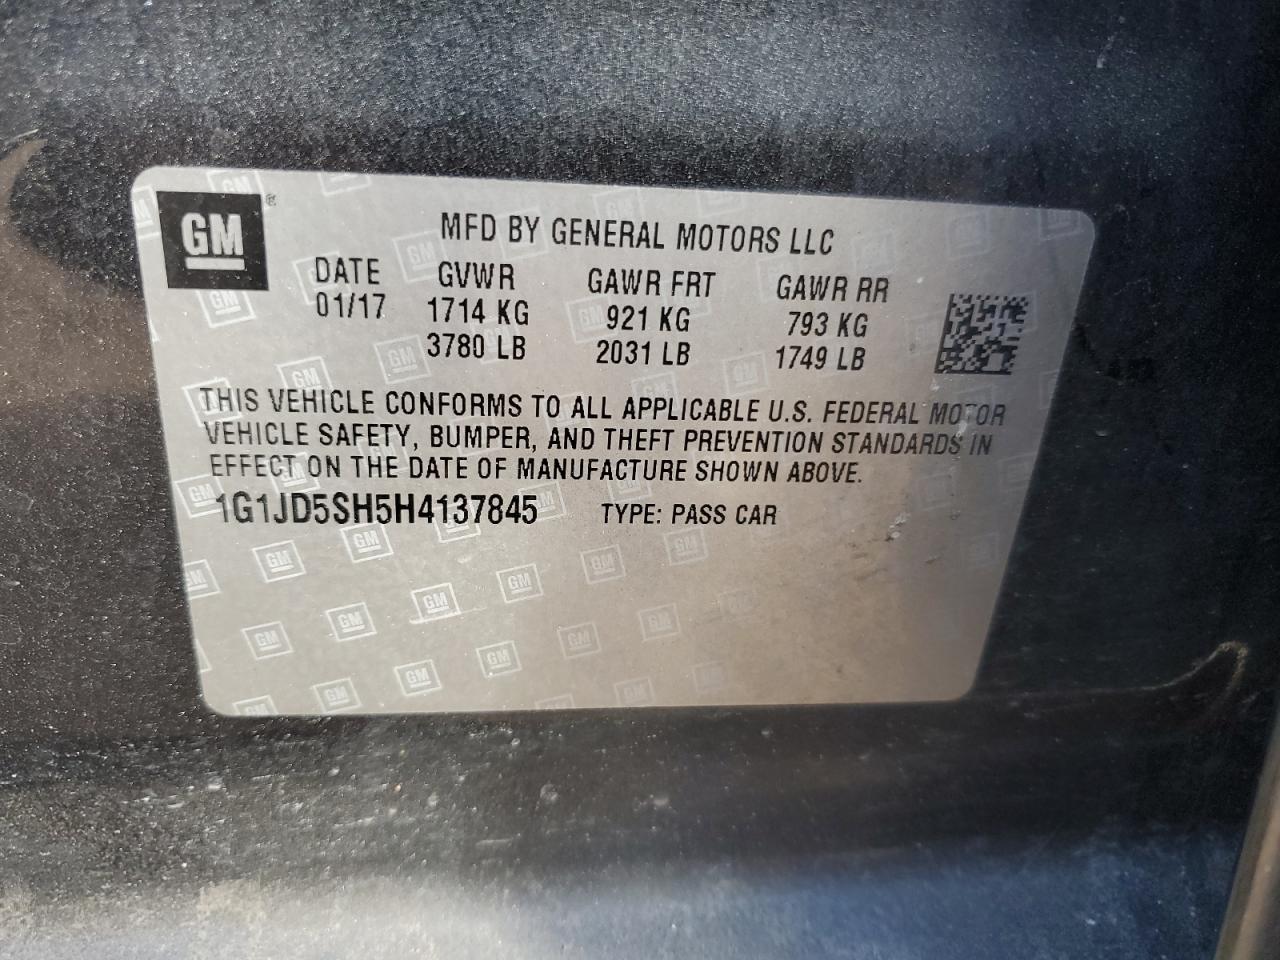 GM
MFD BY GENERAL MOTORS LLC
DATE GVWR GAWR FRT GAWR RR
01/17 1714 KG 921 KG 793 KG
3780 LB 2031 LB 1749 LB
THIS VEHICLE CONFORMS TO ALL APPLICABLE U.S. FEDERAL MOTOR
VEHICLE SAFETY, BUMPER, AND THEFT PREVENTION STANDARDS IN
EFFECT ON THE DATE OF MANUFACTURE SHOWN ABOVE.
1G1JD5SH5H4137845 TYPE: PASS CAR